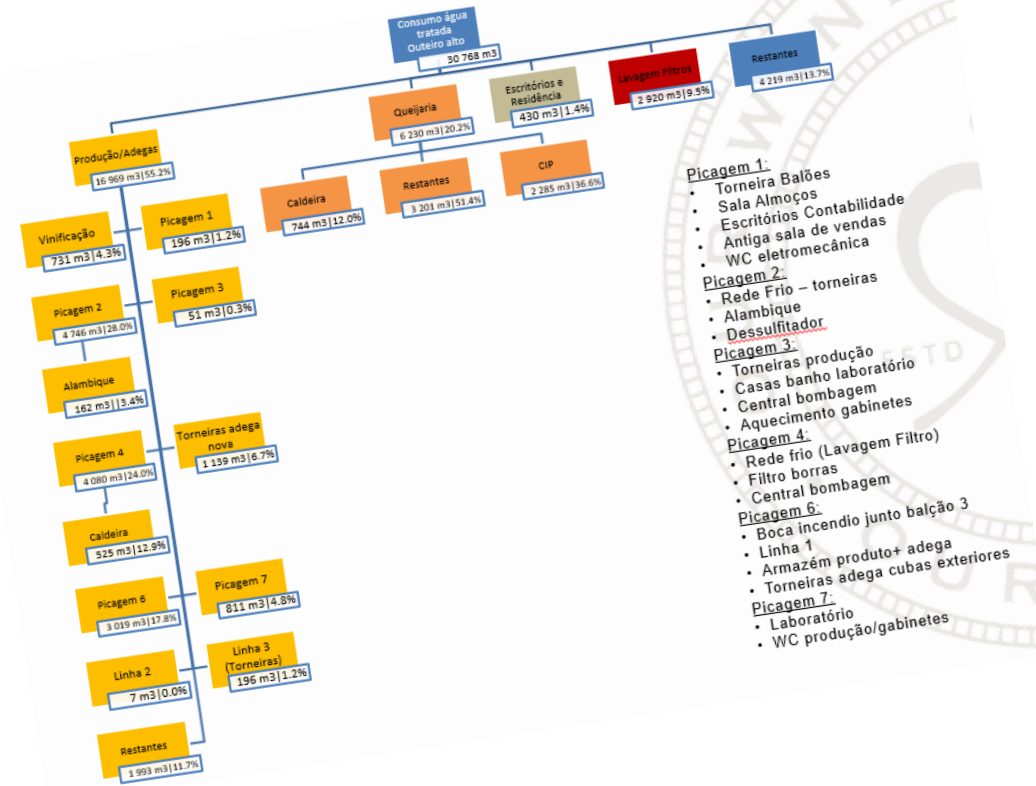 Consumo água
tratada
Outeiro alto
30 768 m3
Produção/Adegas
16 969 m3|55.2%
Queijaria
6 230 m3|20.2%
Escritórios e
Residência
430 m3|1.4%
Lavagem Filtros
2 920 m3|9.5%
Restantes
4 219 m3|13.7%
Caldeira
744 m3|12.0%
Restantes
3 201 m3|51.4%
CIP
2 285 m3|36.6%
Vinificação
731 m3|4.3%
Picagem 1
196 m3|1.2%
Picagem 2
4 746 m3|28.0%
Picagem 3
51 m3|0.3%
Alambique
162 m3||3.4%
Picagem 4
4 080 m3|24.0%
Torneiras adega
nova
1 139 m3|6.7%
Caldeira
525 m3|12.9%
Picagem 6
3 019 m3|17.8%
Picagem 7
811 m3|4.8%
Linha 2
7 m3|0.0%
Linha 3
(Torneiras)
196 m3|1.2%
Restantes
1 993 m3|11.7%
Picagem 1:
• Torneira Balões
• Sala Almoços
• Escritórios Contabilidade
• Antiga sala de vendas
• WC eletromecânica
Picagem 2:
• Rede Frio – torneiras
• Alambique
• Dessulfitador
Picagem 3:
• Torneiras produção
• Casas banho laboratório
• Central bombagem
• Aquecimento gabinetes
Picagem 4:
• Rede frio (Lavagem Filtro)
• Filtro borras
• Central bombagem
Picagem 6:
• Boca incendio junto balção 3
• Linha 1
• Armazém produto+ adega
• Torneiras adega cubas exteriores
Picagem 7:
• Laboratório
• WC produção/gabinetes
ESTD